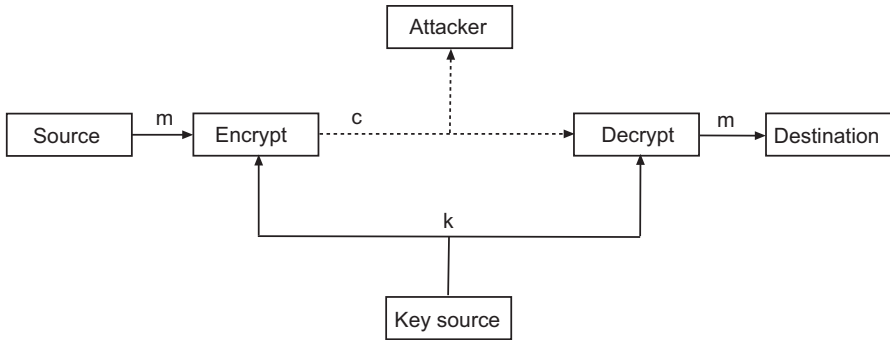 Attacker
m
c
m
Source
Encrypt
Decrypt
Destination
k
Key source